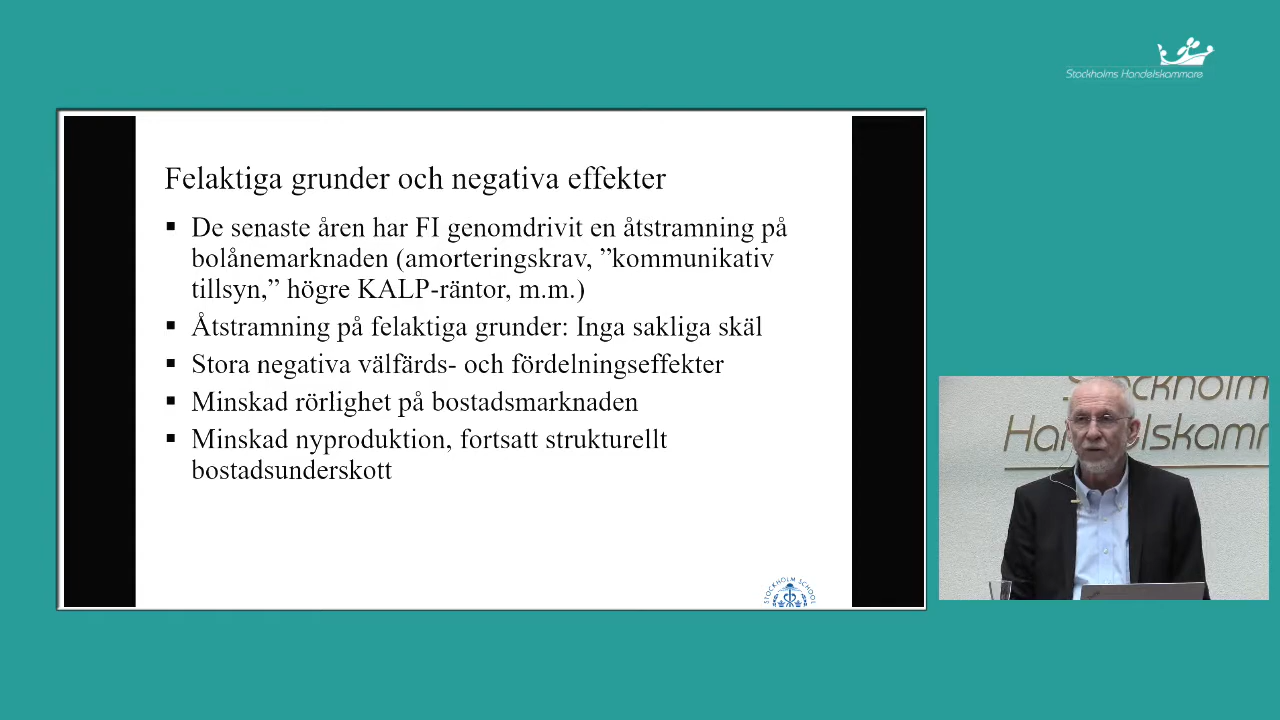 Stockholms Handelskammare
Felaktiga grunder och negativa effekter
De senaste åren har FI genomdrivit en åtstramning på
bolånemarknaden (amorteringskrav, ”kommunikativ
tillsyn,” högre KALP-räntor, m.m.)
Åtstramning på felaktiga grunder: Inga sakliga skäl
Stora negativa välfärds- och fördelningseffekter
Minskad rörlighet på bostadsmarknaden
Minskad nyproduktion, fortsatt strukturellt
bostadsunderskott
STOCKHOLM SCHOOL
Stockholm
Handelskamm